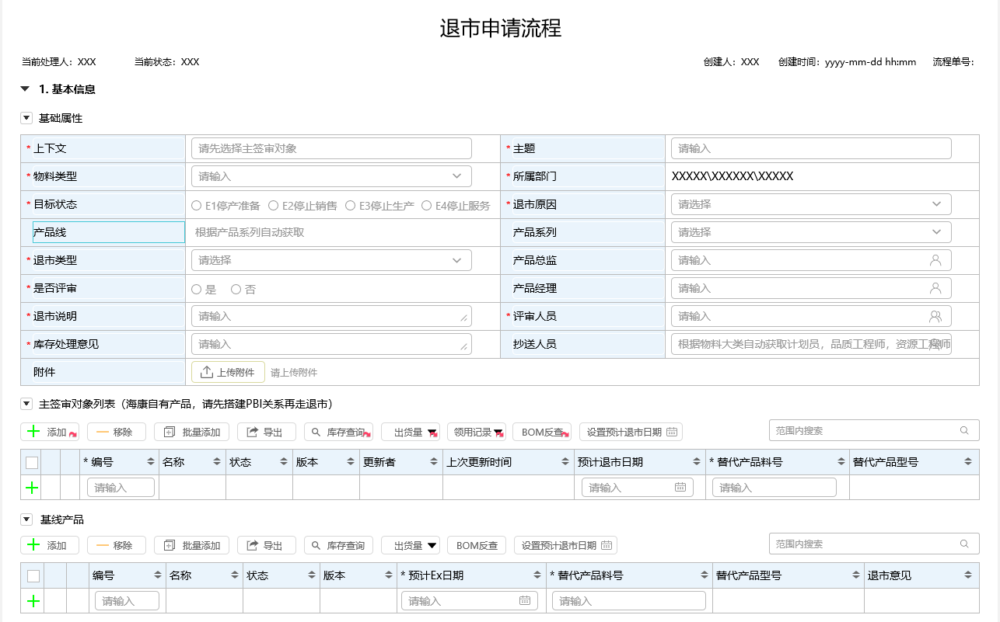 退市申请流程
当前处理人：XXX 当前状态：XXX 创建人：XXX 创建时间：yyyy-mm-dd hh:mm 流程单号：
1. 基本信息
基础属性
* 上下文 请先选择主签审对象 * 主题 请输入
* 物料类型 请输入 * 所属部门 XXXXX\XXXXXX\XXXXX
* 目标状态 E1停产准备 E2停止销售 E3停止生产 E4停止服务 * 退市原因 请选择
产品线 根据产品系列自动获取 产品系列 请选择
* 退市类型 请选择 产品总监 请输入
* 是否评审 是 否 产品经理 请输入
* 退市说明 请输入 * 评审人员 请输入
* 库存处理意见 请输入 抄送人员 根据物料大类自动获取计划员，品质工程师，资源工程师
附件 上传附件 请上传附件
主签审对象列表（海康自有产品，请先搭建PBI关系再走退市）
添加 移除 批量添加 导出 库存查询 出货量 领用记录 BOM反查 设置预计退市日期 范围内搜索
* 编号 名称 状态 版本 更新者 上次更新时间 预计退市日期 * 替代产品料号 替代产品型号
请输入 请输入 请输入
基线产品
添加 移除 批量添加 导出 库存查询 出货量 BOM反查 设置预计退市日期 范围内搜索
编号 名称 状态 版本 * 预计Ex日期 * 替代产品料号 替代产品型号 退市意见
请输入 请输入 请输入